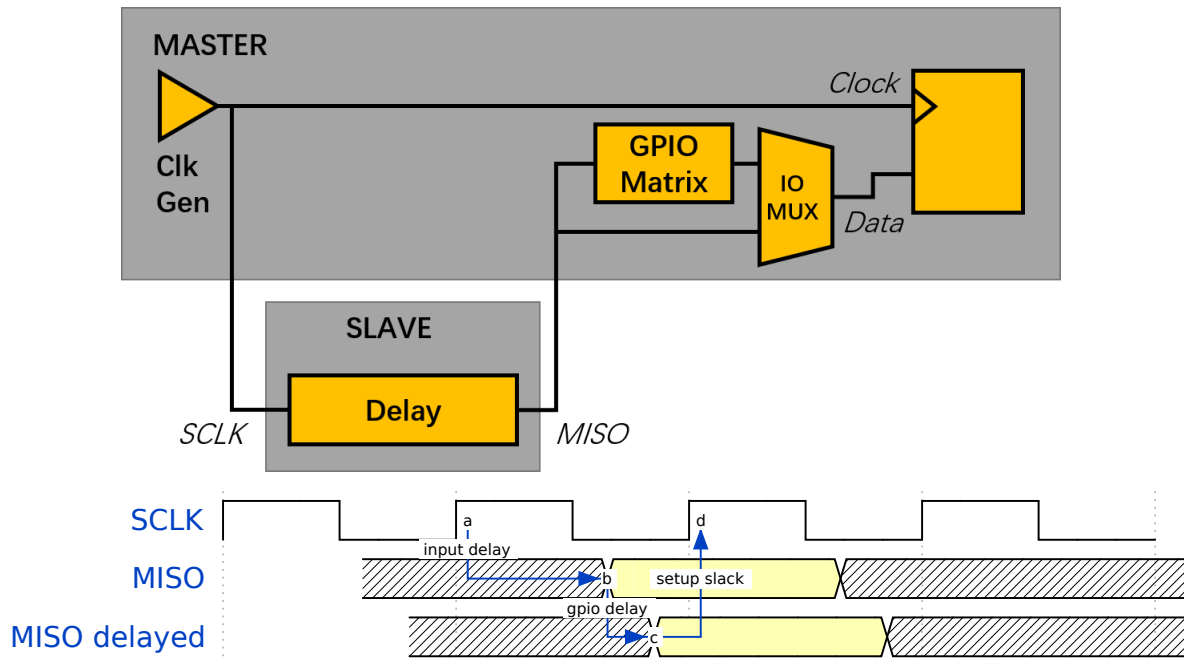 MASTER
Clock
Clk
Gen
GPIO
Matrix
IO
MUX
Data
SLAVE
Delay
SCLK
MISO
SCLK
a
d
input delay
MISO
b
setup slack
gpio delay
MISO delayed
c